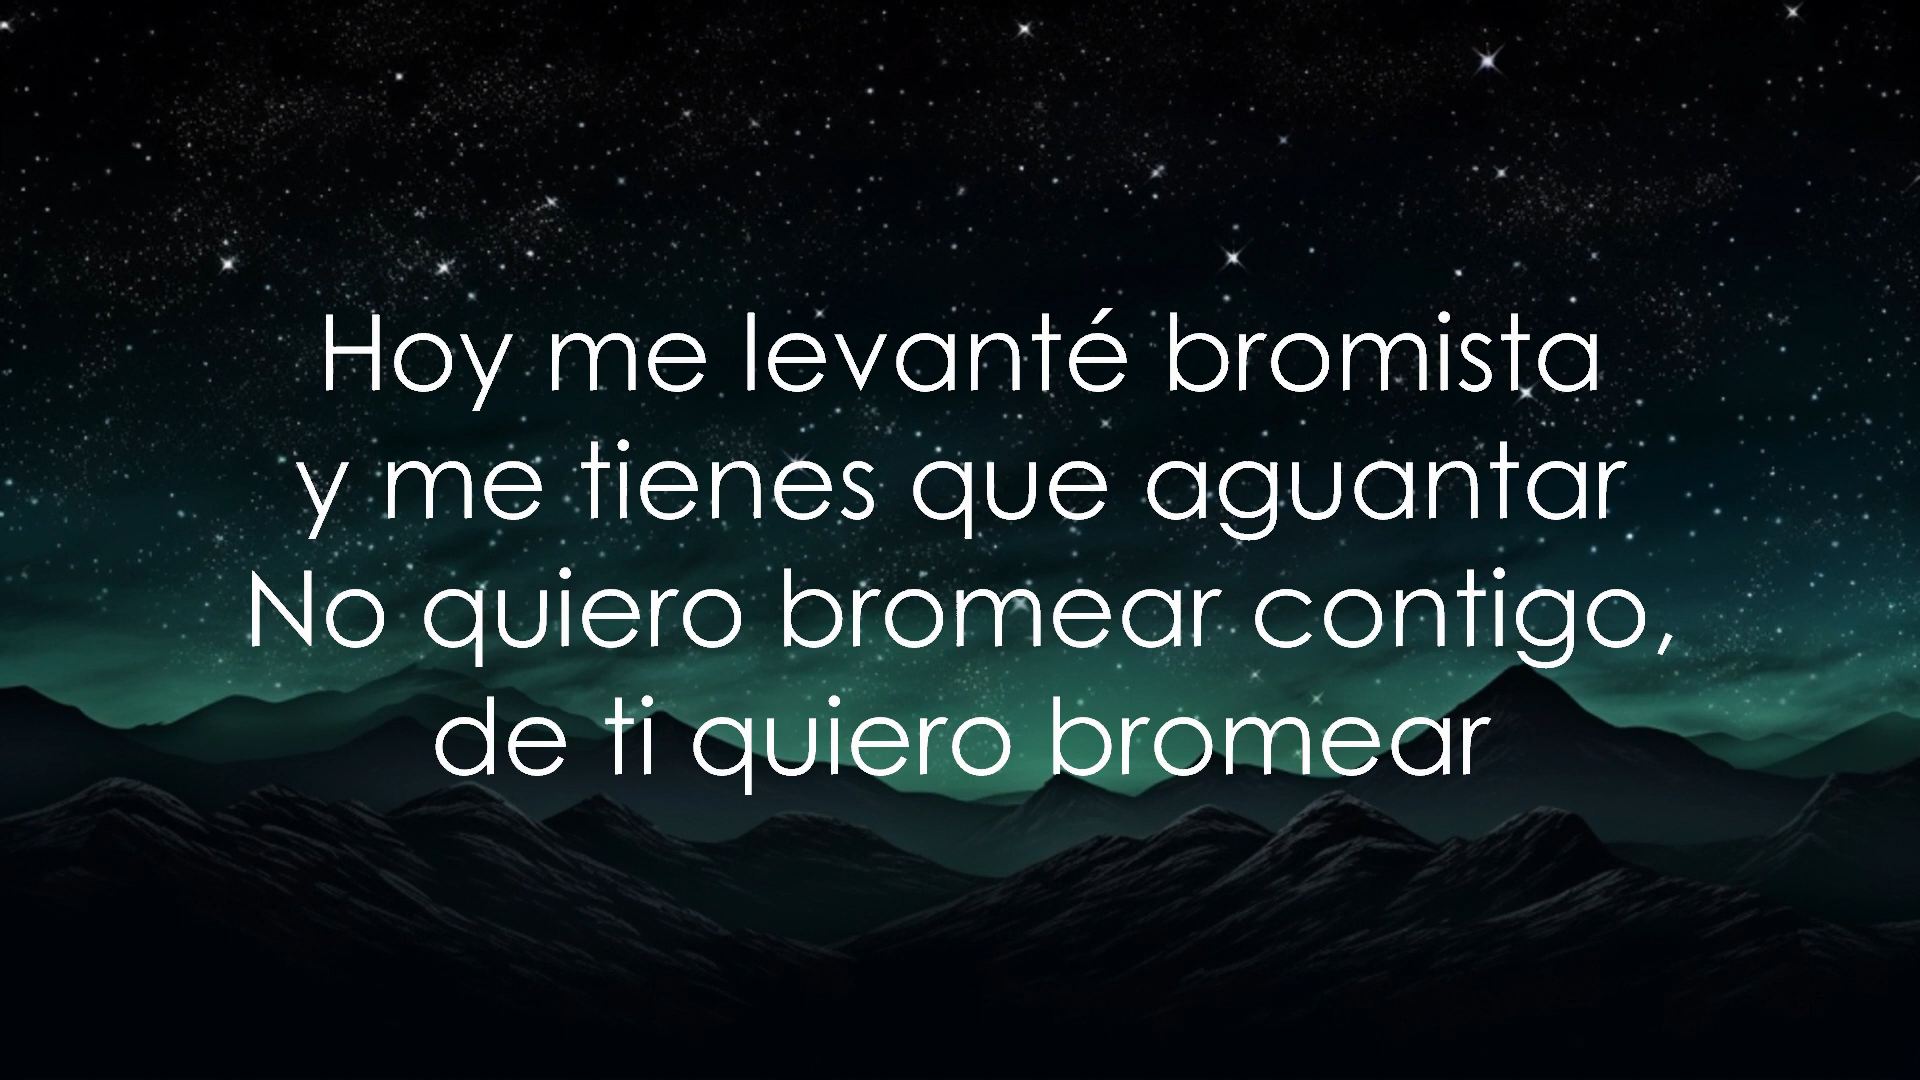 Hoy me levanté bromista
y me tienes que aguantar
No quiero bromear contigo,
de ti quiero bromear